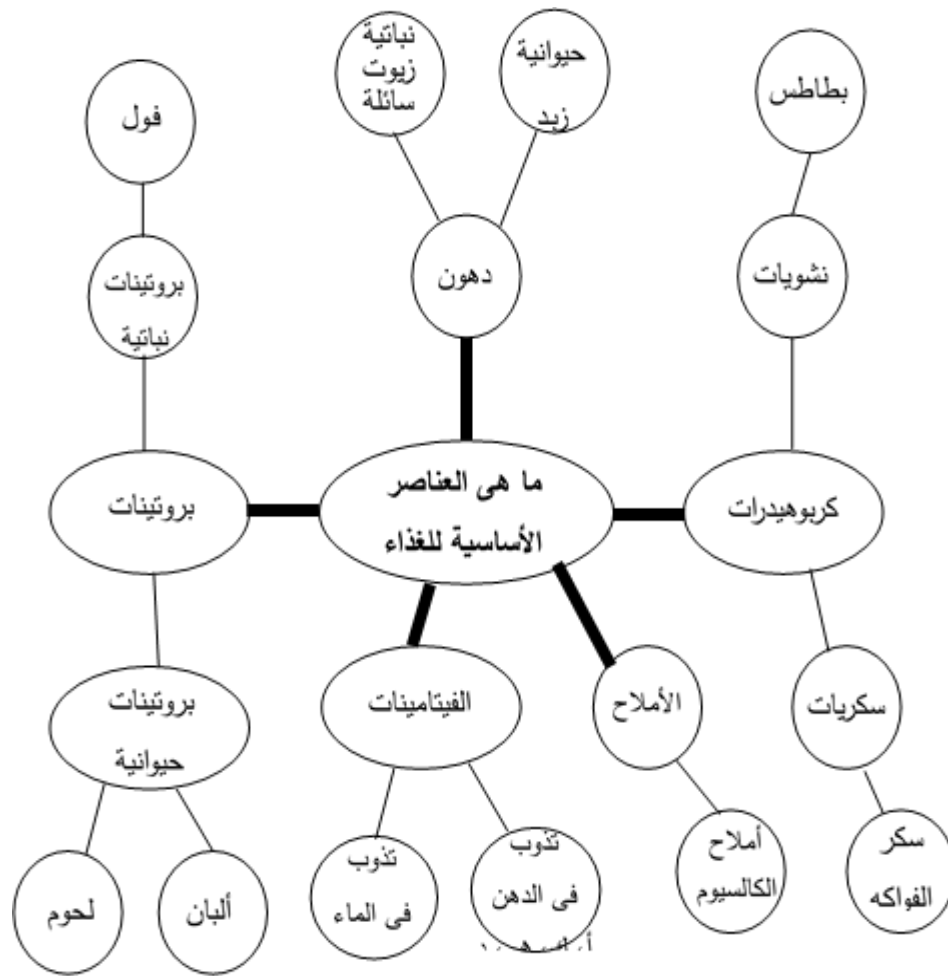 نباتية
زيوت
سائلة
حيوانية
زبد
بطاطس
فول
دهون
نشويات
بروتينات
نباتية
ما هى العناصر
الأساسية للغذاء
بروتينات
كربوهيدرات
بروتينات
حيوانية
الفيتامينات
الأملاح
سكريات
لحوم
ألبان
تذوب
فى الماء
تذوب
فى الدهن
أملاح
الكالسيوم
سكر
الفواكه